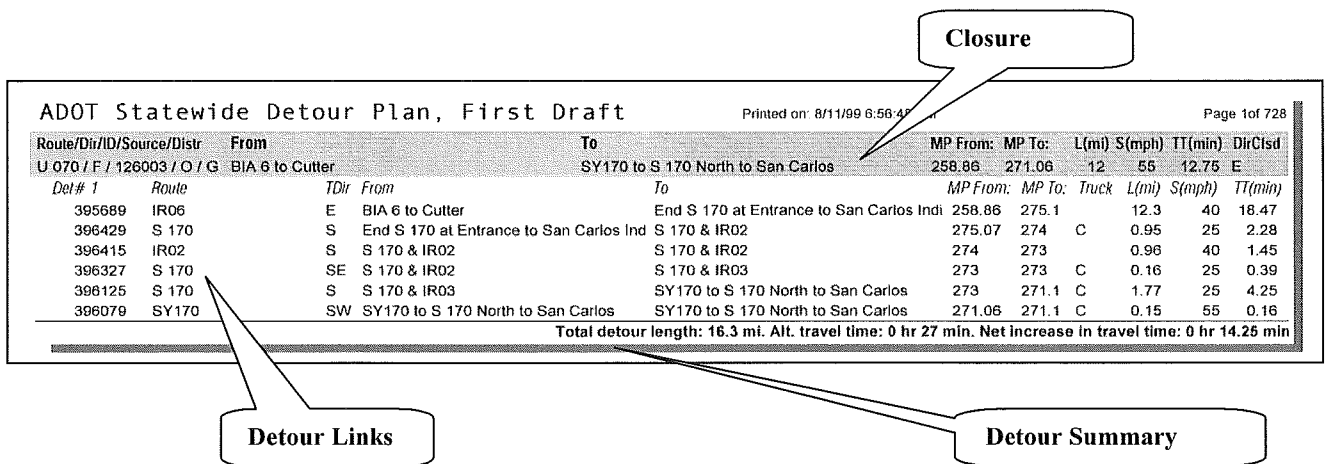 Closure
ADOT Statewide Detour Plan, First Draft Printed on: 8/11/99 6:56:4 Page 1of 728
Route/Dir/ID/Source/Distr From To MP From: MP To: L(mi) S(mph) TT(min) DirClsd
U 070 / F / 126003 / O / G BIA 6 to Cutter SY170 to S 170 North to San Carlos 258.86 271.06 12 55 12.75 E
Det# 1 Route TDir From To MP From: MP To: Truck L(mi) S(mph) TT(min)
395689 IR06 E BIA 6 to Cutter End S 170 at Entrance to San Carlos Indi 258.86 275.1 12.3 40 18.47
396429 S 170 S End S 170 at Entrance to San Carlos Ind S 170 & IR02 275.07 274 C 0.95 25 2.28
396415 IR02 S S 170 & IR02 S 170 & IR02 274 273 0.96 40 1.45
396327 S 170 SE S 170 & IR02 S 170 & IR03 273 273 C 0.16 25 0.39
396125 S 170 S S 170 & IR03 SY170 to S 170 North to San Carlos 273 271.1 C 1.77 25 4.25
396079 SY170 SW SY170 to S 170 North to San Carlos SY170 to S 170 North to San Carlos 271.06 271.1 C 0.15 55 0.16
Total detour length: 16.3 mi. Alt. travel time: 0 hr 27 min. Net increase in travel time: 0 hr 14.25 min
Detour Links
Detour Summary